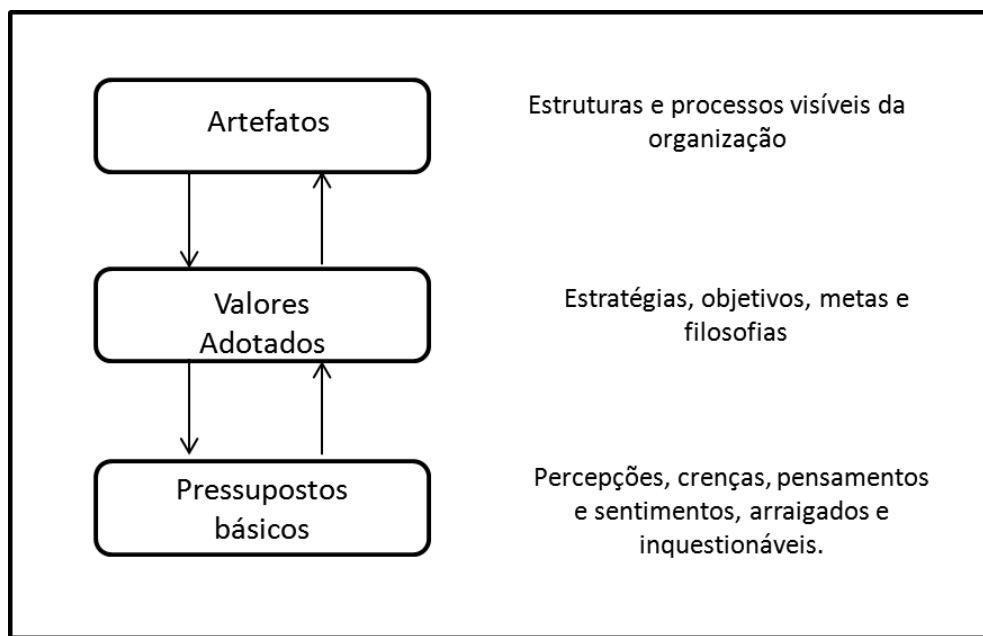 Artefatos
Estruturas e processos visíveis da
organização
Valores
Adotados
Estratégias, objetivos, metas e
filosofias
Pressupostos
básicos
Percepções, crenças, pensamentos
e sentimentos, arraigados e
inquestionáveis.